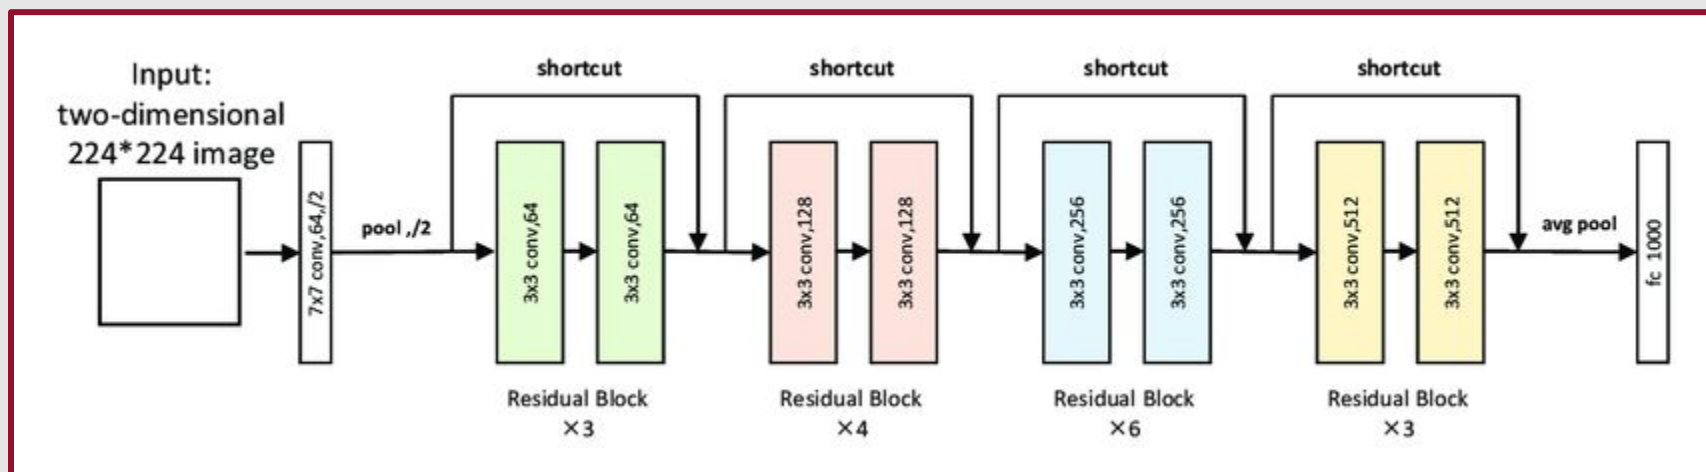 Input:
two-dimensional
224*224 image
7x7 conv,64,/2
pool ,/2
shortcut
3x3 conv,64
3x3 conv,64
Residual Block
×3
shortcut
3x3 conv,128
3x3 conv,128
Residual Block
×4
shortcut
3x3 conv,256
3x3 conv,256
Residual Block
×6
shortcut
3x3 conv,512
3x3 conv,512
Residual Block
×3
avg pool
fc 1000